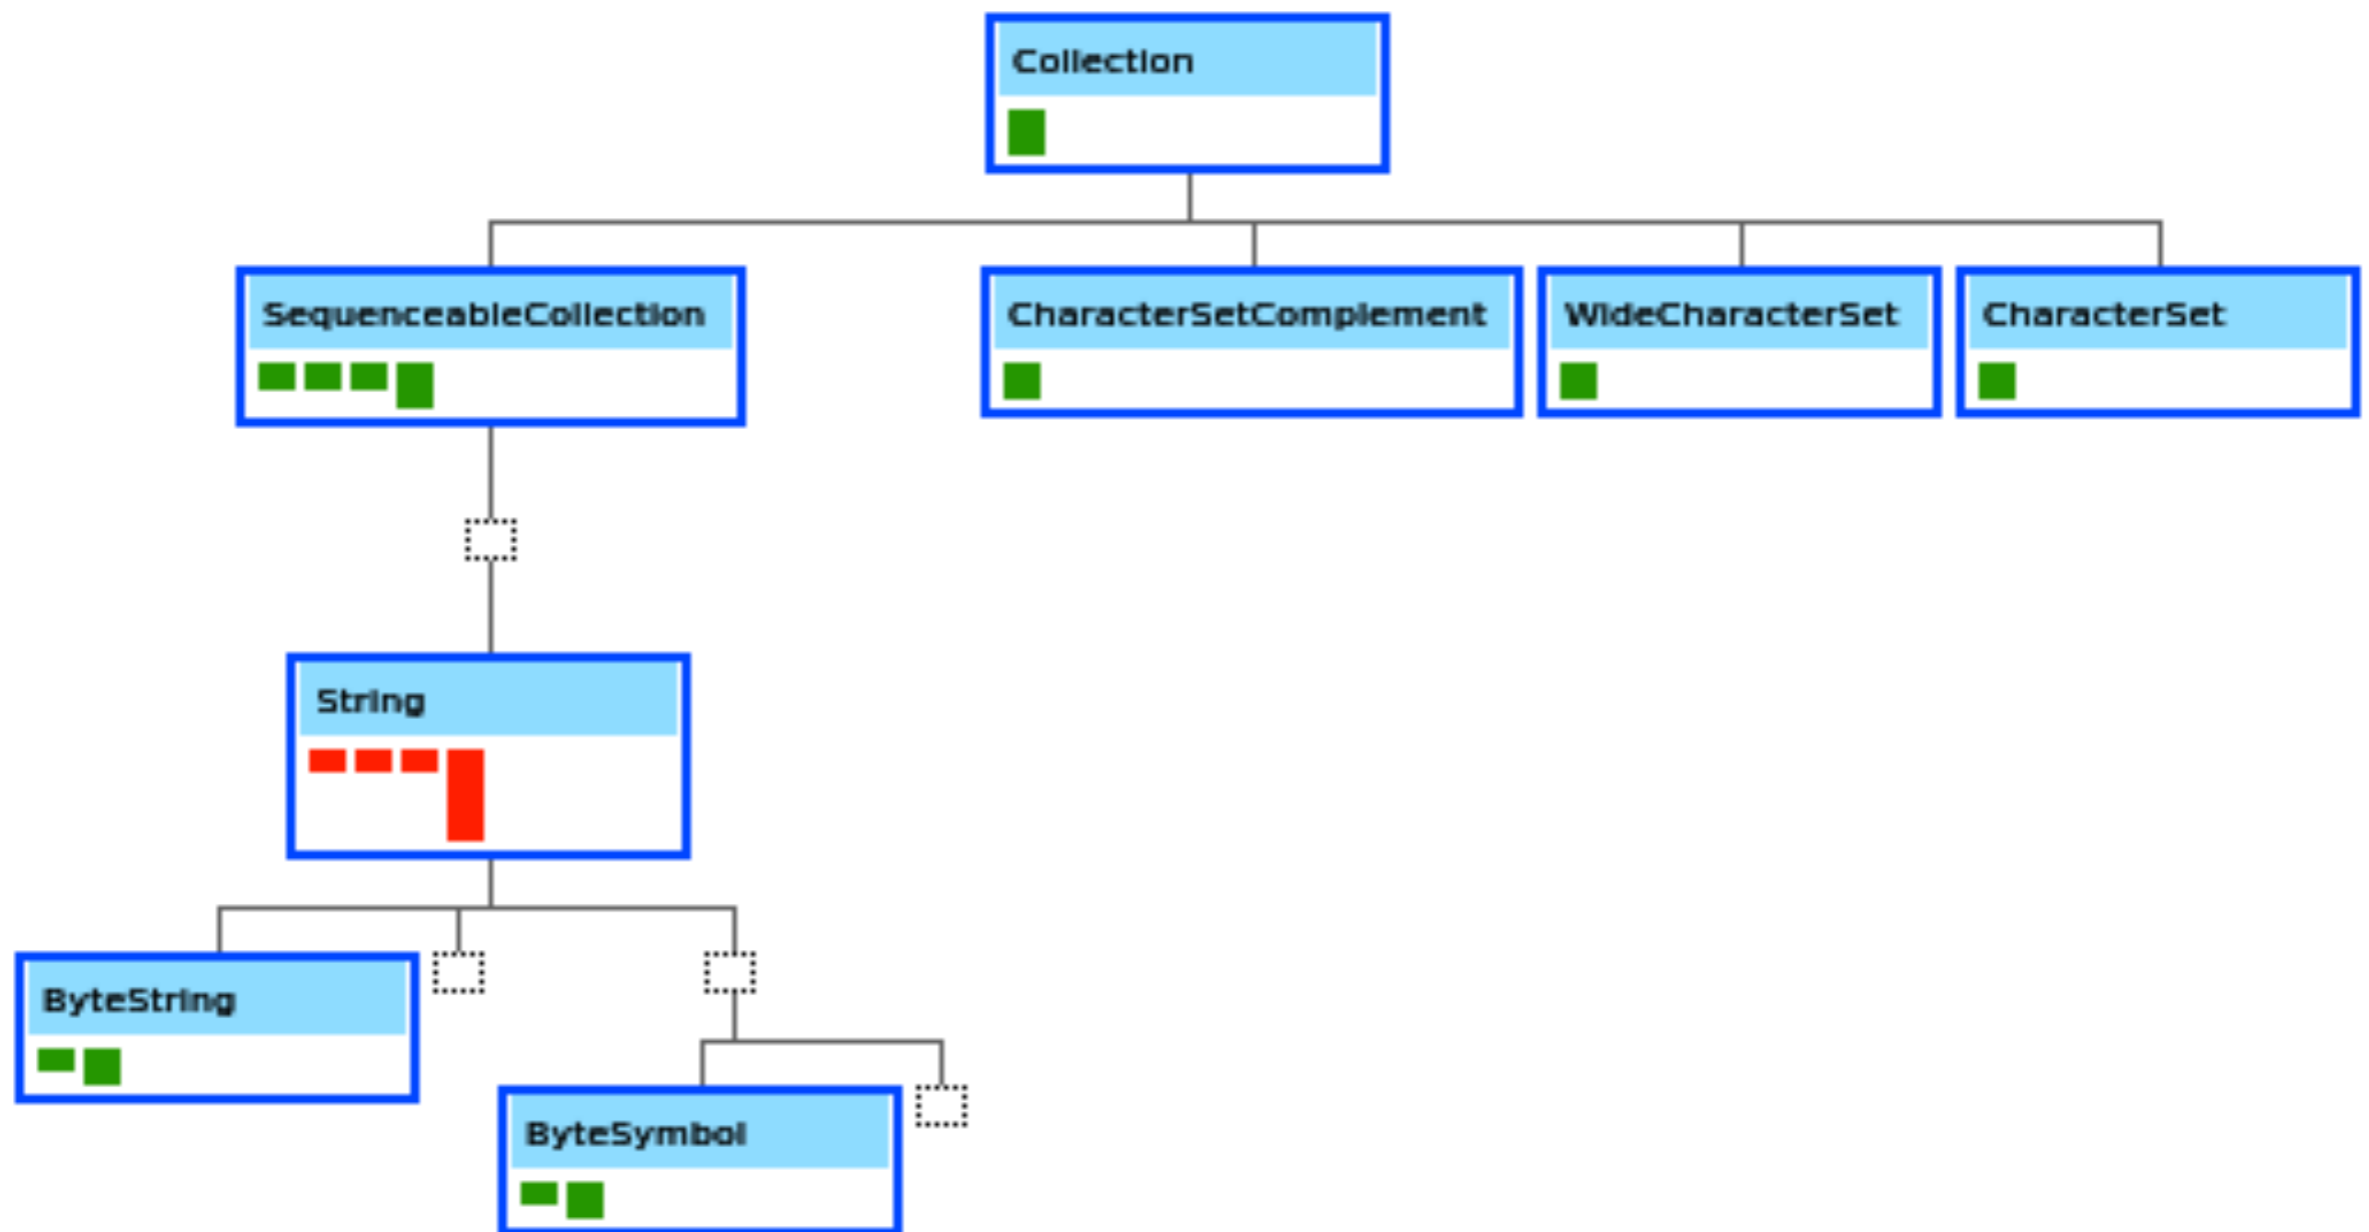 Collection
SequenceableCollection
CharacterSetComplement
WideCharacterSet
CharacterSet
String
ByteString
ByteSymbol